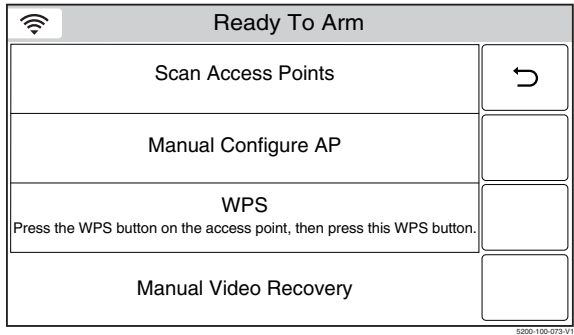 Ready To Arm
Scan Access Points
Manual Configure AP
WPS
Press the WPS button on the access point, then press this WPS button.
Manual Video Recovery
5200-100-073-V1